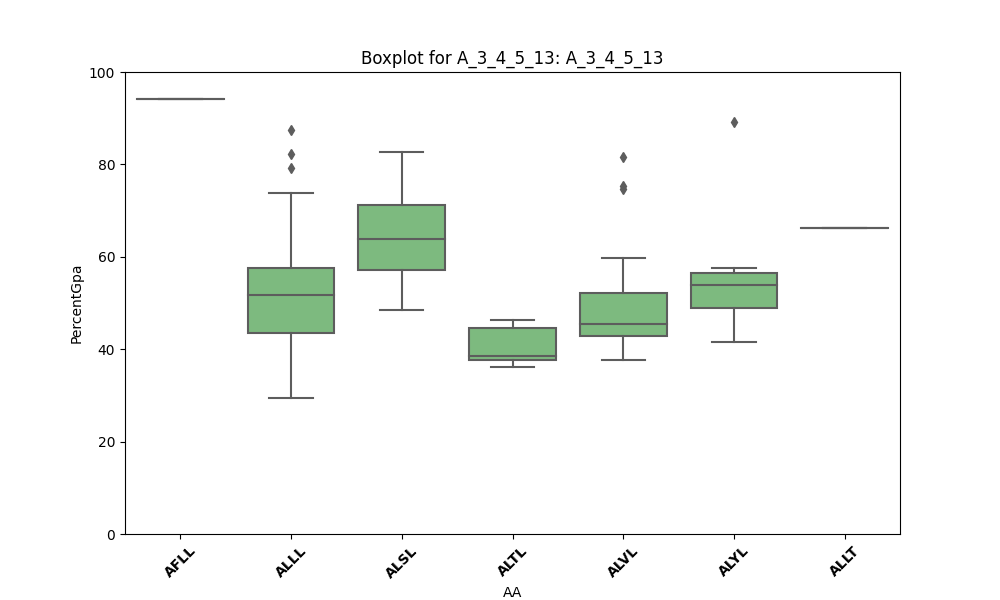 Boxplot for A_3_4_5_13: A_3_4_5_13
100
80
60
40
20
0
PercentGpa
AFLL
ALLL
ALSL
ALTL
ALVL
ALYL
ALLT
AA